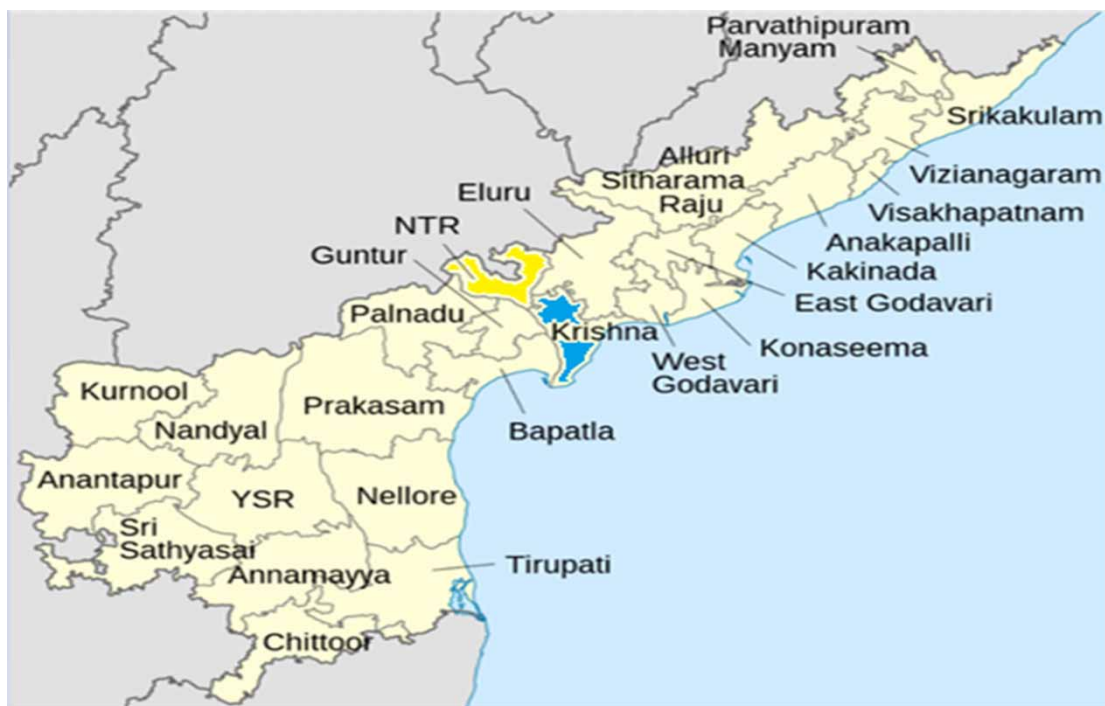 Parvathipuram
Manyam
Srikakulam
Alluri
Sitharama
Raju
Vizianagaram
Eluru
Visakhapatnam
NTR
Anakapalli
Guntur
Kakinada
East Godavari
Palnadu
Krishna
Konaseema
West
Godavari
Kurnool
Prakasam
Nandyal
Bapatla
Anantapur
YSR
Nellore
Sri
Sathyasai
Tirupati
Annamayya
Chittoor